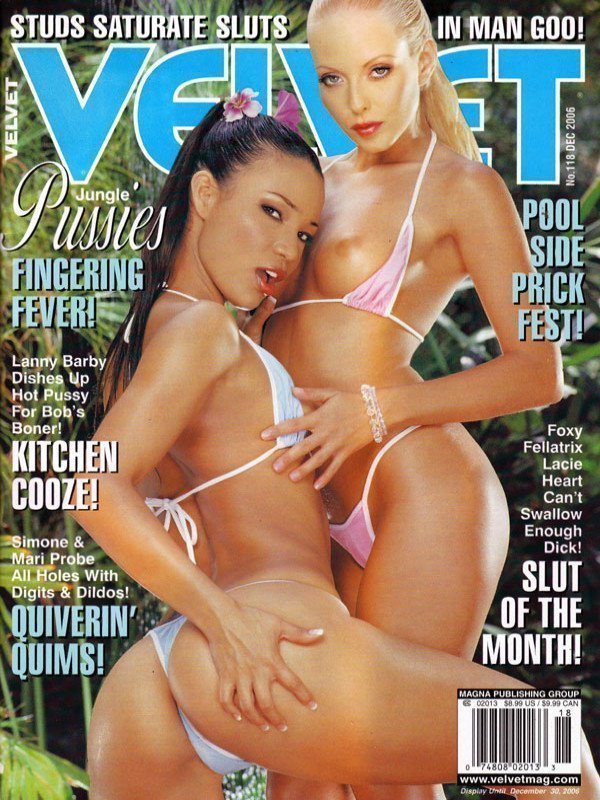 STUDS SATURATE SLUTS IN MAN GOO!
VELVET
VELVET
No.118 DEC 2006
Jungle
Pussies
FINGERING
FEVER!
Lanny Barby
Dishes Up
Hot Pussy
For Bob's
Boner!
KITCHEN
COOZE!
Simone &
Mari Probe
All Holes With
Digits & Dildos!
QUIVERIN'
QUIMS!
POOL
SIDE
PRICK
FEST!
Foxy
Fellatrix
Lacie
Heart
Can't
Swallow
Enough
Dick!
SLUT
OF THE
MONTH!
MAGNA PUBLISHING GROUP
02013 $8.99 US / $9.99 CAN
18
0 74808 02013 3
www.velvetmag.com
Display Until December 30, 2006